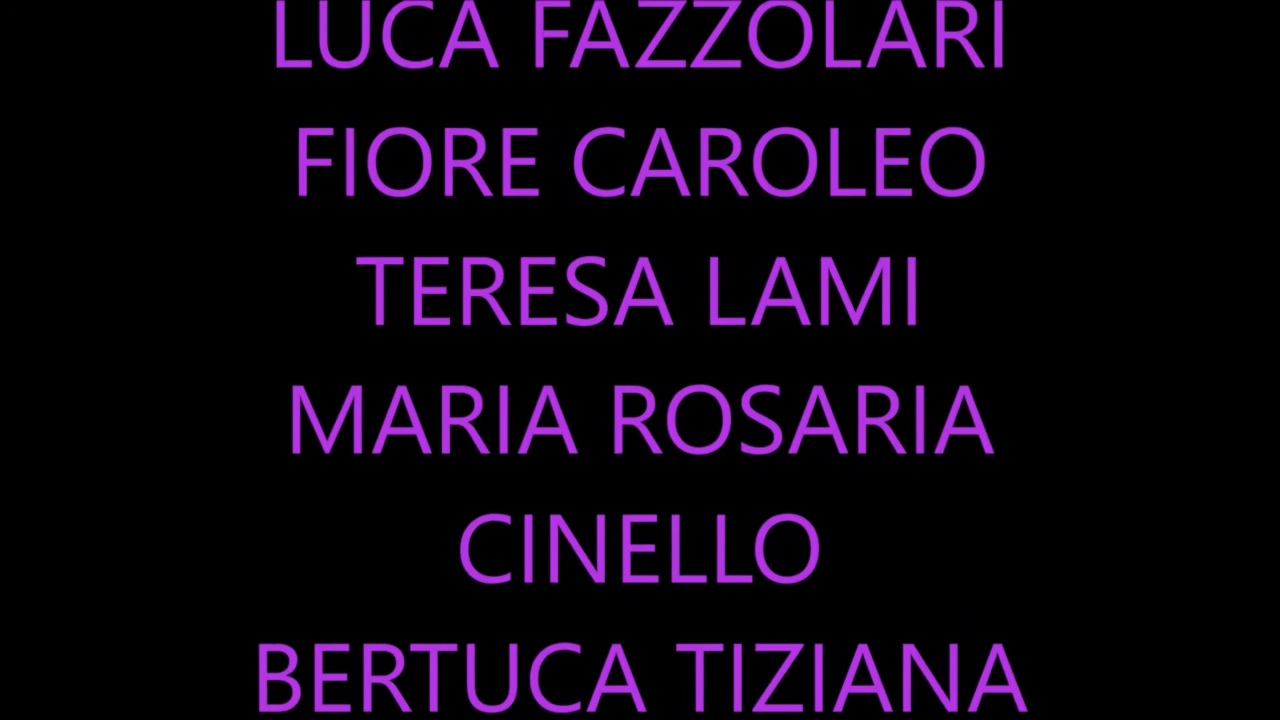 LUCA FAZZOLARI
FIORE CAROLEO
TERESA LAMI
MARIA ROSARIA
CINELLO
BERTUCA TIZIANA